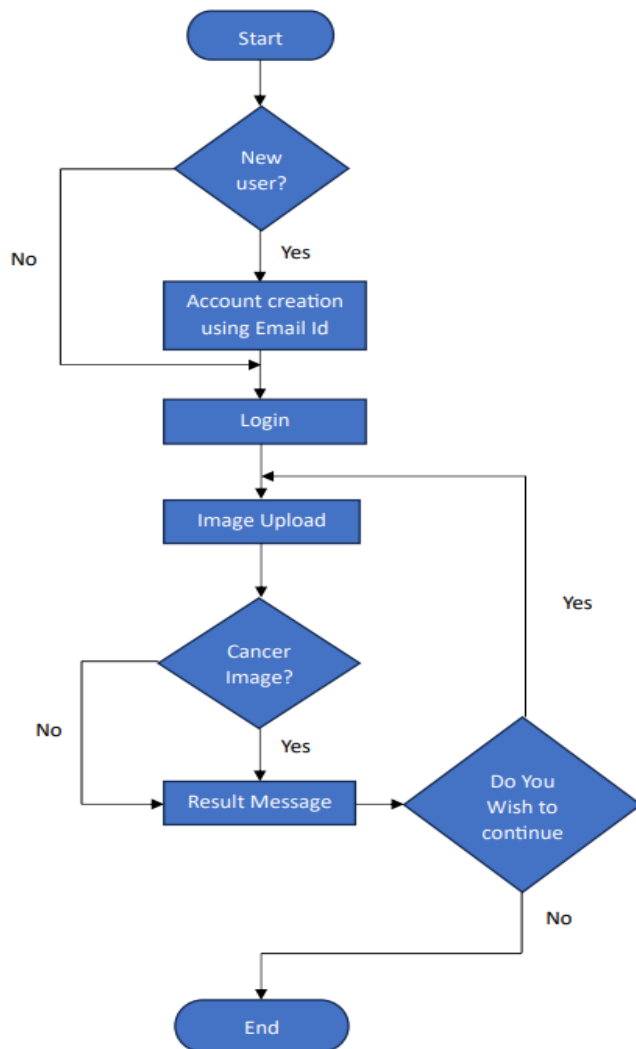 Start
New
user?
No
Yes
Account creation
using Email Id
Login
Image Upload
Yes
Cancer
Image?
No
Yes
Result Message
Do You
Wish to
continue
No
End